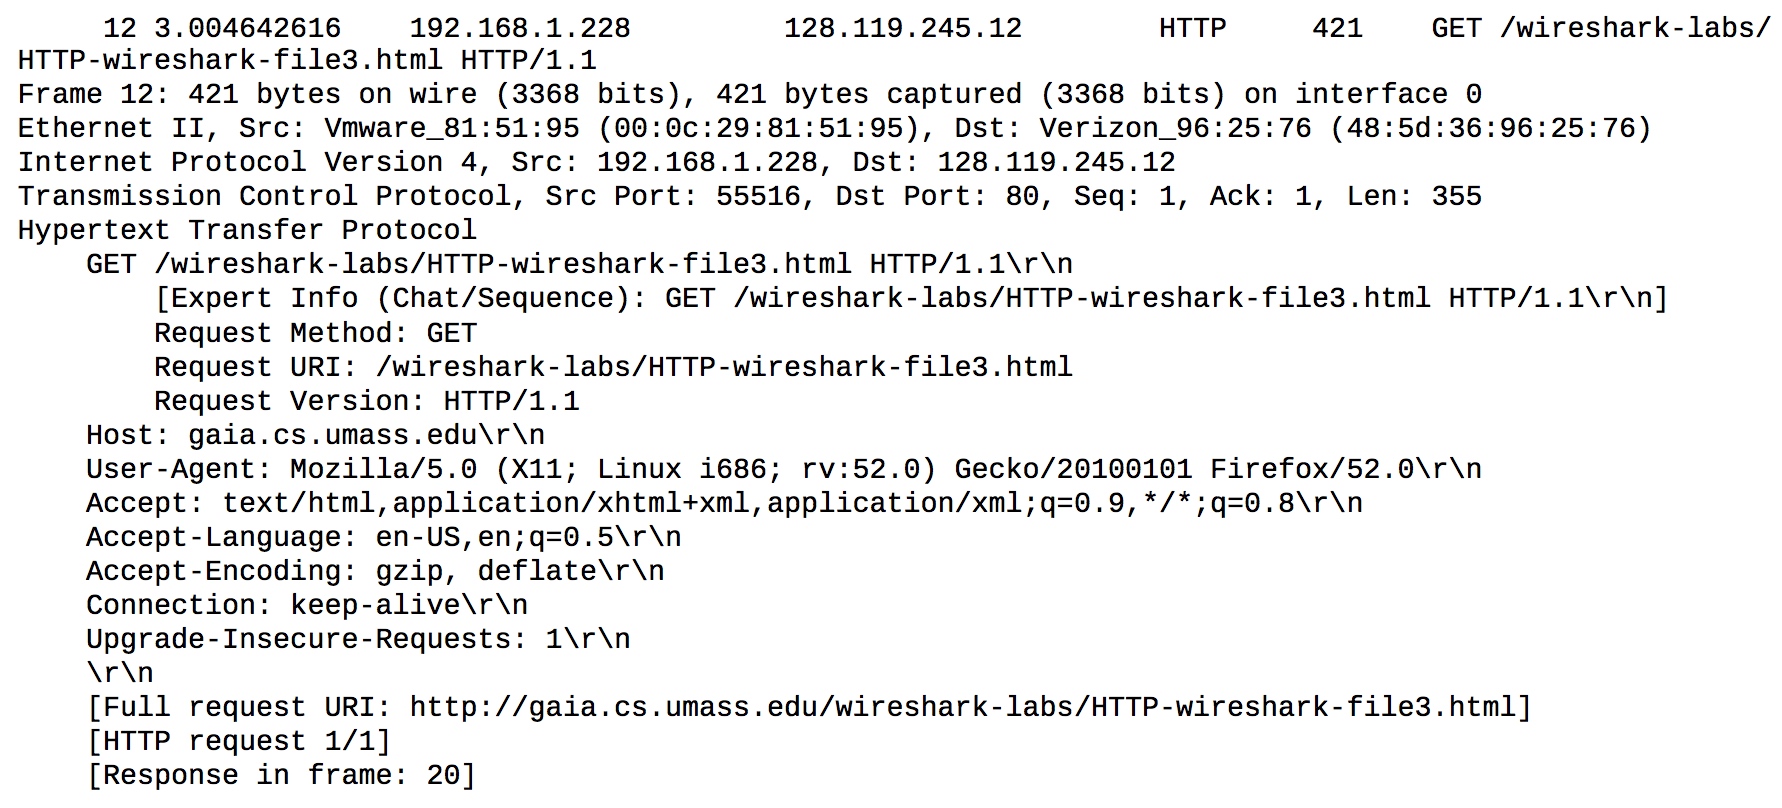 12 3.004642616 192.168.1.228 128.119.245.12 HTTP 421 GET /wireshark-labs/
HTTP-wireshark-file3.html HTTP/1.1
Frame 12: 421 bytes on wire (3368 bits), 421 bytes captured (3368 bits) on interface 0
Ethernet II, Src: Vmware_81:51:95 (00:0c:29:81:51:95), Dst: Verizon_96:25:76 (48:5d:36:96:25:76)
Internet Protocol Version 4, Src: 192.168.1.228, Dst: 128.119.245.12
Transmission Control Protocol, Src Port: 55516, Dst Port: 80, Seq: 1, Ack: 1, Len: 355
Hypertext Transfer Protocol
GET /wireshark-labs/HTTP-wireshark-file3.html HTTP/1.1\r\n
[Expert Info (Chat/Sequence): GET /wireshark-labs/HTTP-wireshark-file3.html HTTP/1.1\r\n]
Request Method: GET
Request URI: /wireshark-labs/HTTP-wireshark-file3.html
Request Version: HTTP/1.1
Host: gaia.cs.umass.edu\r\n
User-Agent: Mozilla/5.0 (X11; Linux i686; rv:52.0) Gecko/20100101 Firefox/52.0\r\n
Accept: text/html,application/xhtml+xml,application/xml;q=0.9,*/*;q=0.8\r\n
Accept-Language: en-US,en;q=0.5\r\n
Accept-Encoding: gzip, deflate\r\n
Connection: keep-alive\r\n
Upgrade-Insecure-Requests: 1\r\n
\r\n
[Full request URI: http://gaia.cs.umass.edu/wireshark-labs/HTTP-wireshark-file3.html]
[HTTP request 1/1]
[Response in frame: 20]